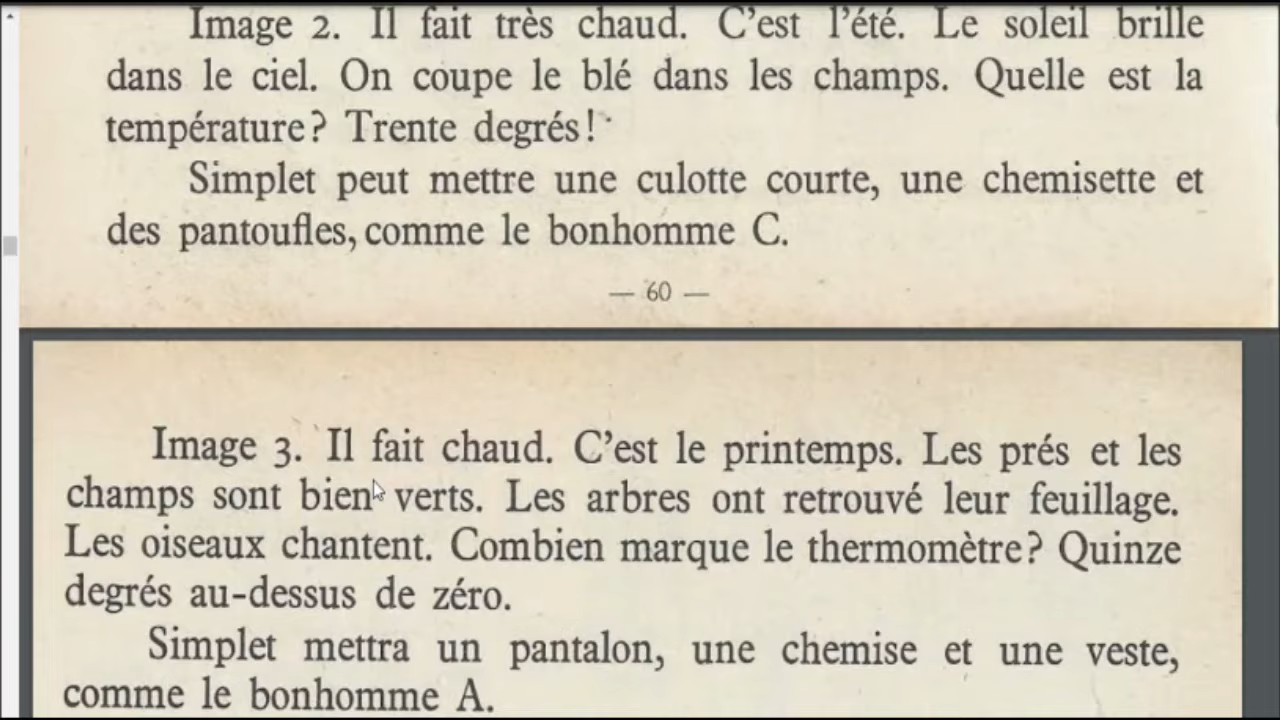 Image 2. Il fait très chaud. C'est l'été. Le soleil brille
dans le ciel. On coupe le blé dans les champs. Quelle est la
température? Trente degrés!
Simplet peut mettre une culotte courte, une chemisette et
des pantoufles, comme le bonhomme C.
— 60 —
Image 3. Il fait chaud. C'est le printemps. Les prés et les
champs sont bien verts. Les arbres ont retrouvé leur feuillage.
Les oiseaux chantent. Combien marque le thermomètre? Quinze
degrés au-dessus de zéro.
Simplet mettra un pantalon, une chemise et une veste,
comme le bonhomme A.